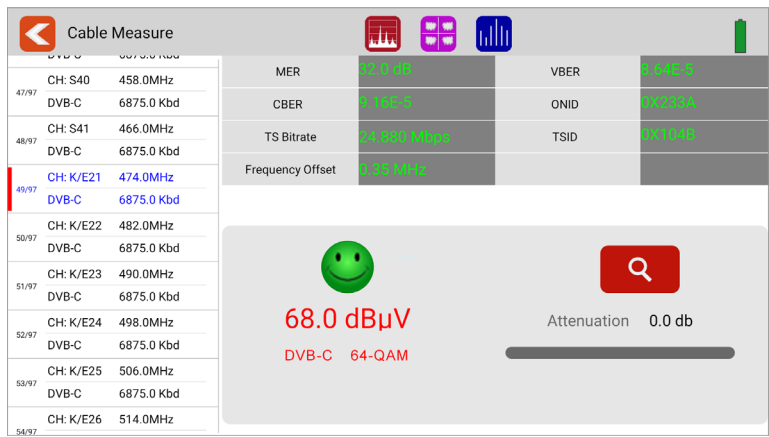 Cable Measure
47/97 CH: S40 458.0MHz
DVB-C 6875.0 Kbd
48/97 CH: S41 466.0MHz
DVB-C 6875.0 Kbd
49/97 CH: K/E21 474.0MHz
DVB-C 6875.0 Kbd
50/97 CH: K/E22 482.0MHz
DVB-C 6875.0 Kbd
51/97 CH: K/E23 490.0MHz
DVB-C 6875.0 Kbd
52/97 CH: K/E24 498.0MHz
DVB-C 6875.0 Kbd
53/97 CH: K/E25 506.0MHz
DVB-C 6875.0 Kbd
54/97 CH: K/E26 514.0MHz
MER 32.0 dB VBER 8.64E-5
CBER 9.16E-5 ONID 0X233A
TS Bitrate 24.880 Mbps TSID 0X104B
Frequency Offset 0.35 MHz
68.0 dBµV
DVB-C 64-QAM
Attenuation 0.0 db